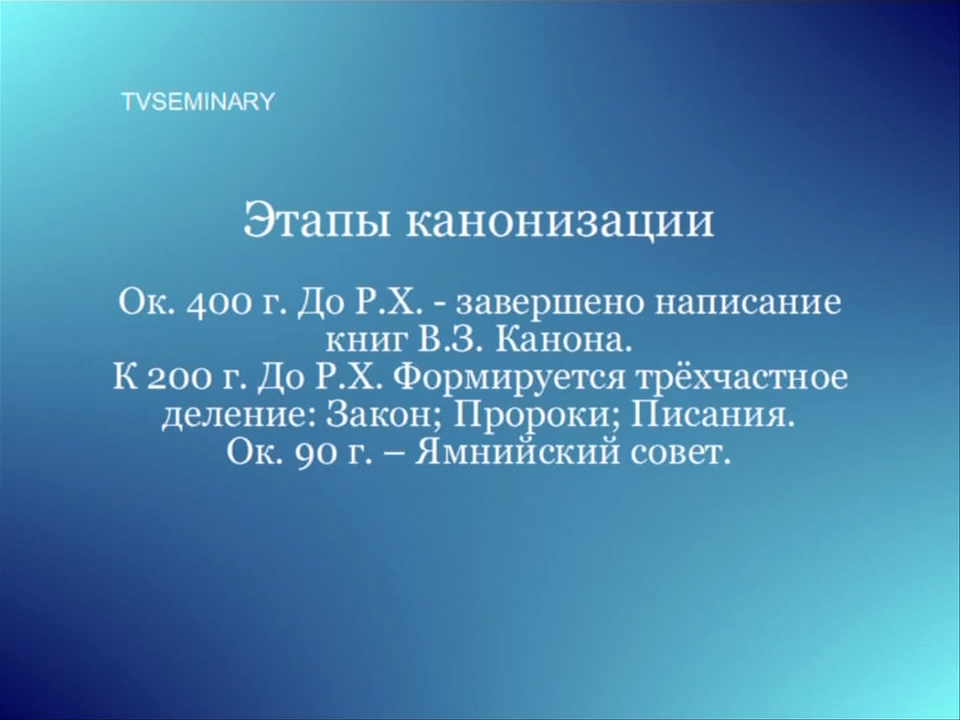 TVSEMINARY
Этапы канонизации
Ок. 400 г. До Р.Х. - завершено написание
книг В.З. Канона.
К 200 г. До Р.Х. Формируется трёхчастное
деление: Закон; Пророки; Писания.
Ок. 90 г. – Ямнийский совет.